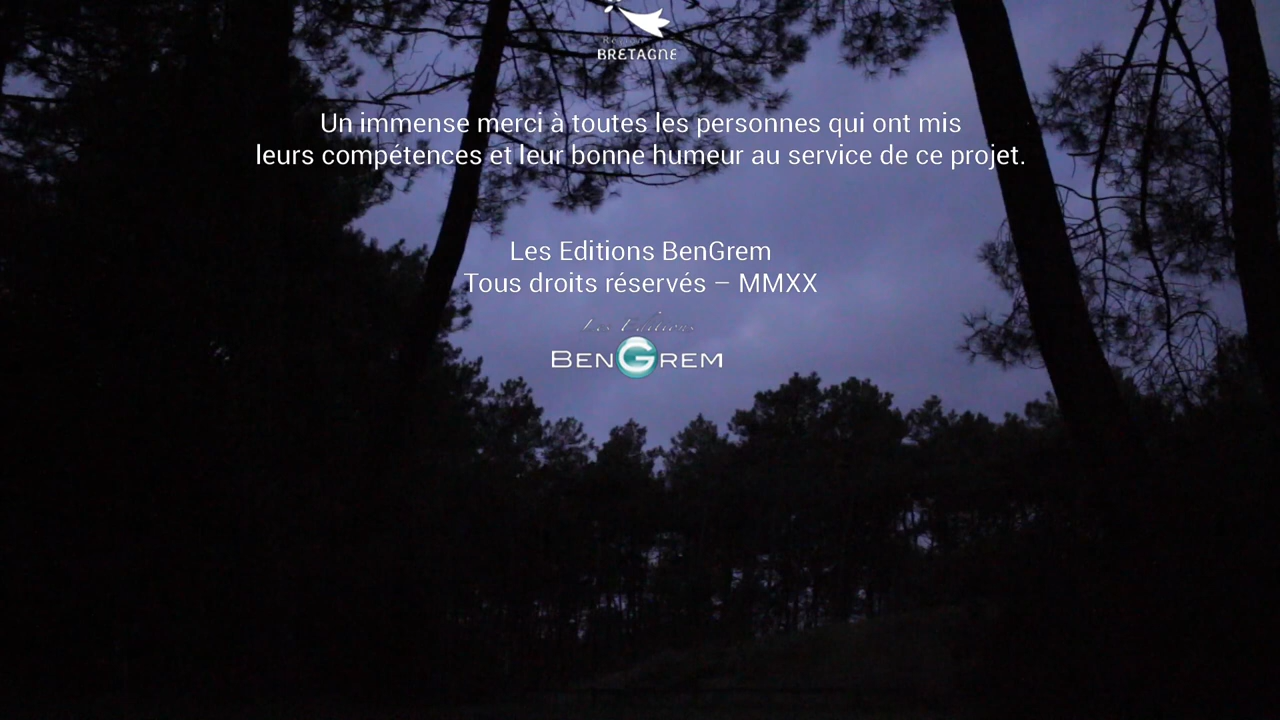 Région
BRETAGNE
Un immense merci à toutes les personnes qui ont mis
leurs compétences et leur bonne humeur au service de ce projet.
Les Editions BenGrem
Tous droits réservés – MMXX
Les Editions
BENGREM